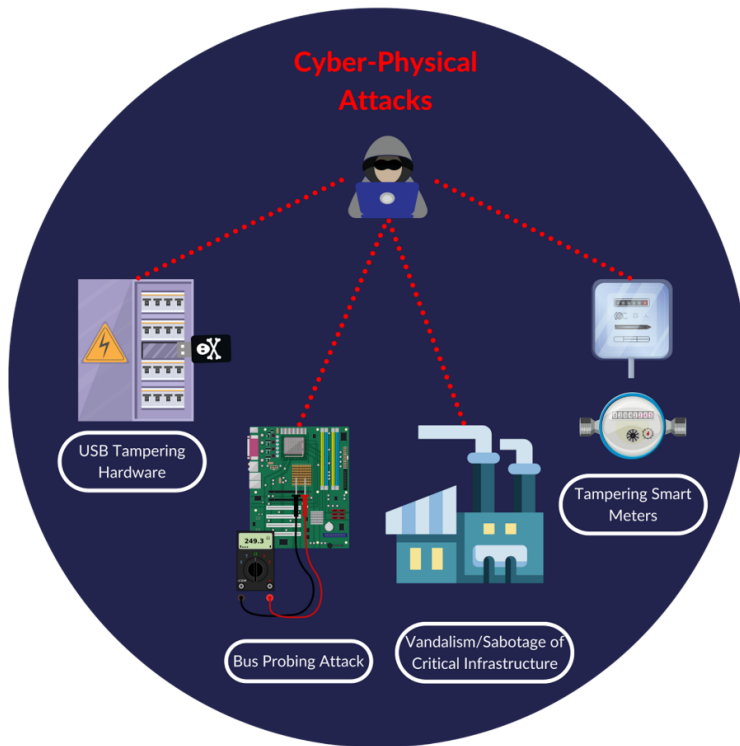 Cyber-Physical
Attacks
USB Tampering
Hardware
249.3
Tampering Smart
Meters
Bus Probing Attack
Vandalism/Sabotage of
Critical Infrastructure